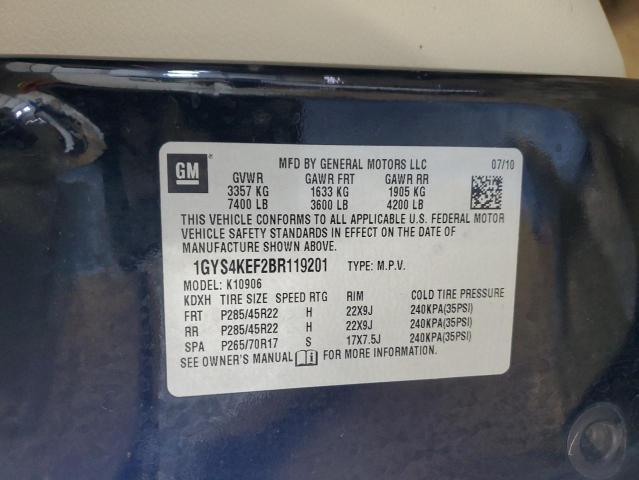 GM
MFD BY GENERAL MOTORS LLC 07/10
GVWR GAWR FRT GAWR RR
3357 KG 1633 KG 1905 KG
7400 LB 3600 LB 4200 LB
THIS VEHICLE CONFORMS TO ALL APPLICABLE U.S. FEDERAL MOTOR
VEHICLE SAFETY STANDARDS IN EFFECT ON THE DATE OF
MANUFACTURE SHOWN ABOVE.
1GYS4KEF2BR119201 TYPE: M.P.V.
MODEL: K10906
KDXH TIRE SIZE SPEED RTG RIM COLD TIRE PRESSURE
FRT P285/45R22 H 22X9J 240KPA(35PSI)
RR P285/45R22 H 22X9J 240KPA(35PSI)
SPA P265/70R17 S 17X7.5J 240KPA(35PSI)
SEE OWNER'S MANUAL FOR MORE INFORMATION.